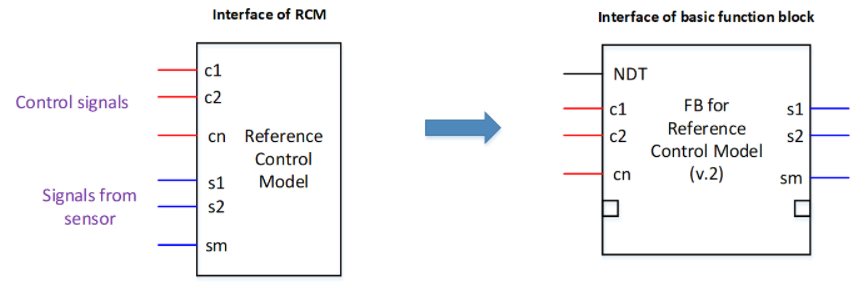 Interface of RCM
c1
c2
Control signals
cn
Reference
Control
Model
s1
Signals from
sensor
s2
sm
Interface of basic function block
NDT
c1
c2
cn
FB for
Reference
Control Model
(v.2)
s1
s2
sm